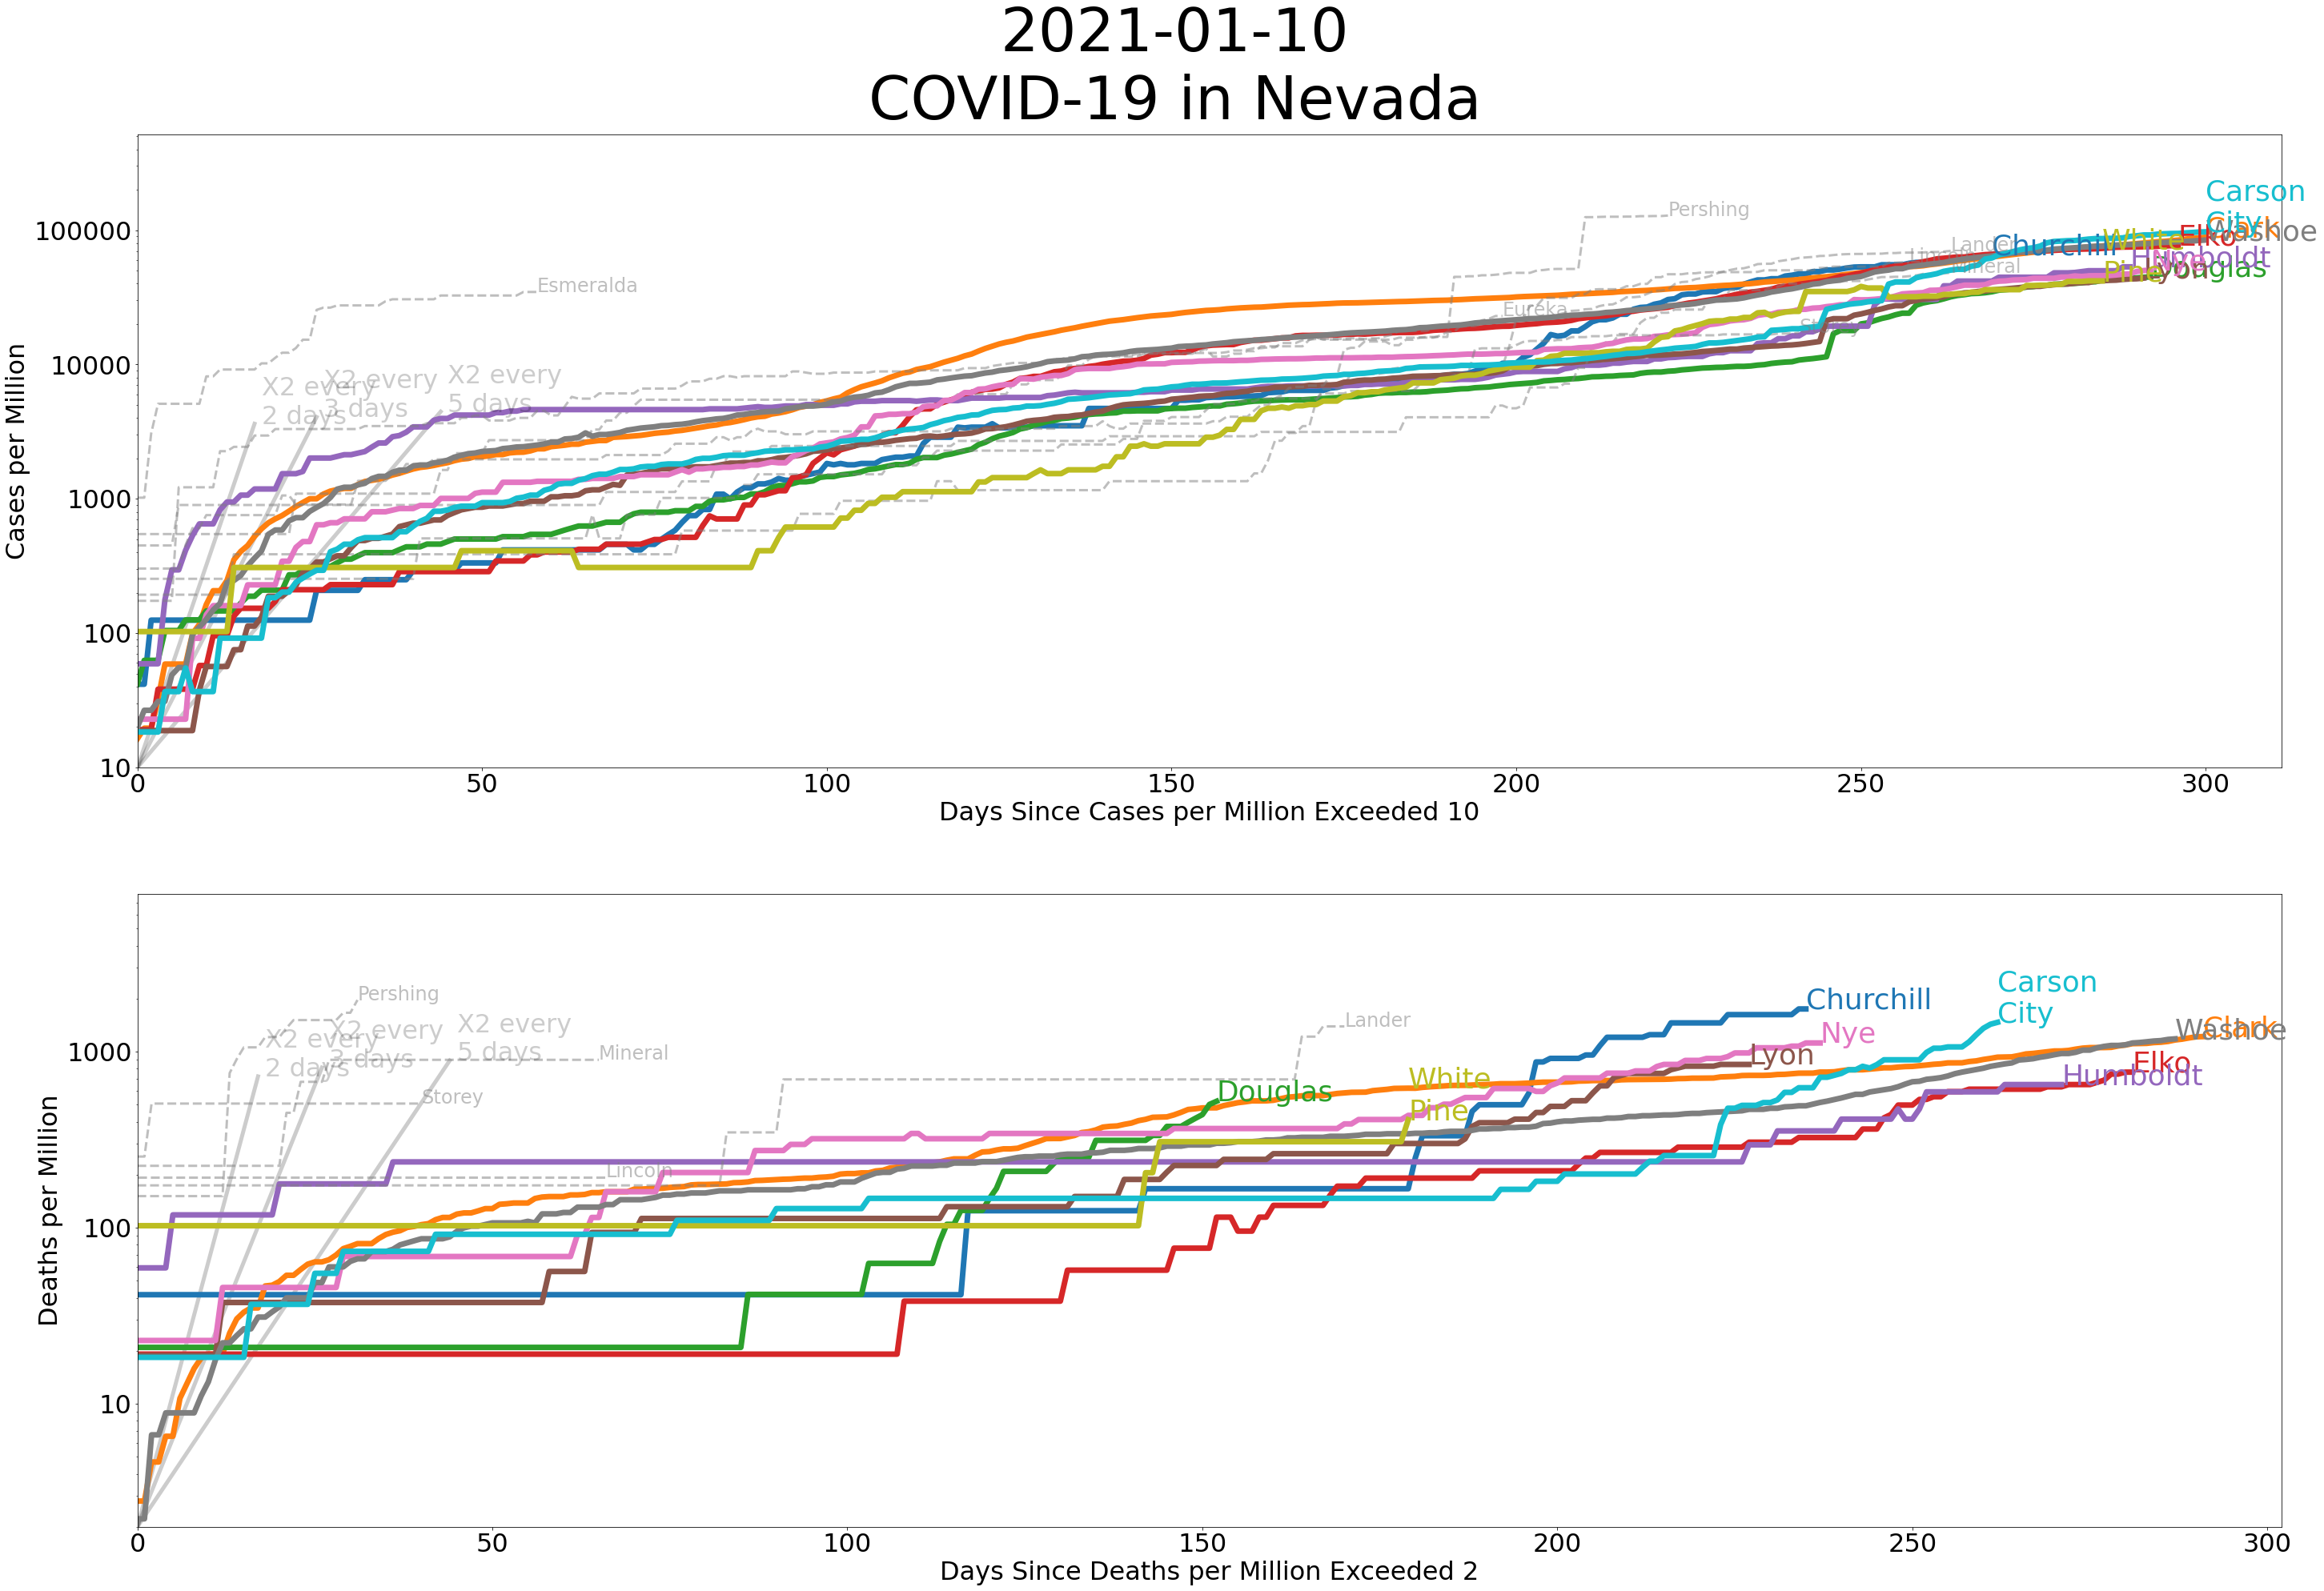 2021-01-10
COVID-19 in Nevada
Cases per Million
100000
10000
1000
100
10
0
50
100
150
200
250
300
Days Since Cases per Million Exceeded 10
X2 every
2 days
X2 every
3 days
X2 every
5 days
Esmeralda
Pershing
Eureka
Lander
Lincoln
Mineral
Churchill
White
Pine
Elko
Carson
City
Clark
Washoe
Humboldt
Nye
Lyon
Douglas
Deaths per Million
1000
100
10
0
50
100
150
200
250
300
Days Since Deaths per Million Exceeded 2
X2 every
2 days
X2 every
3 days
X2 every
5 days
Pershing
Mineral
Storey
Lincoln
Lander
Douglas
White
Pine
Lyon
Churchill
Nye
Carson
City
Washoe
Clark
Elko
Humboldt